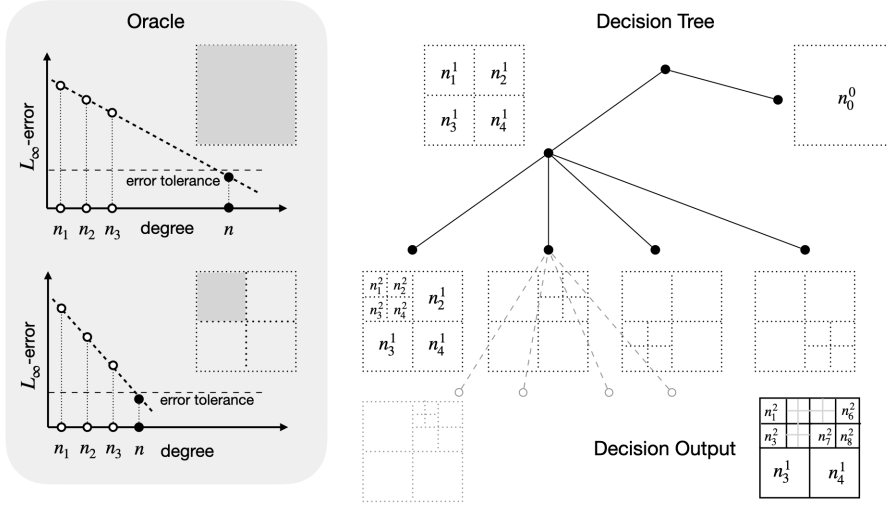 Oracle
L∞-error
error tolerance
n₁ n₂ n₃ degree n
L∞-error
error tolerance
n₁ n₂ n₃ n degree
Decision Tree
n₁¹ n₂¹
n₃¹ n₄¹
n₀⁰
n₁² n₂² n₂¹
n₃² n₄²
n₃¹ n₄¹
Decision Output
n₁² n₆²
n₃² n₇² n₈²
n₃¹ n₄¹